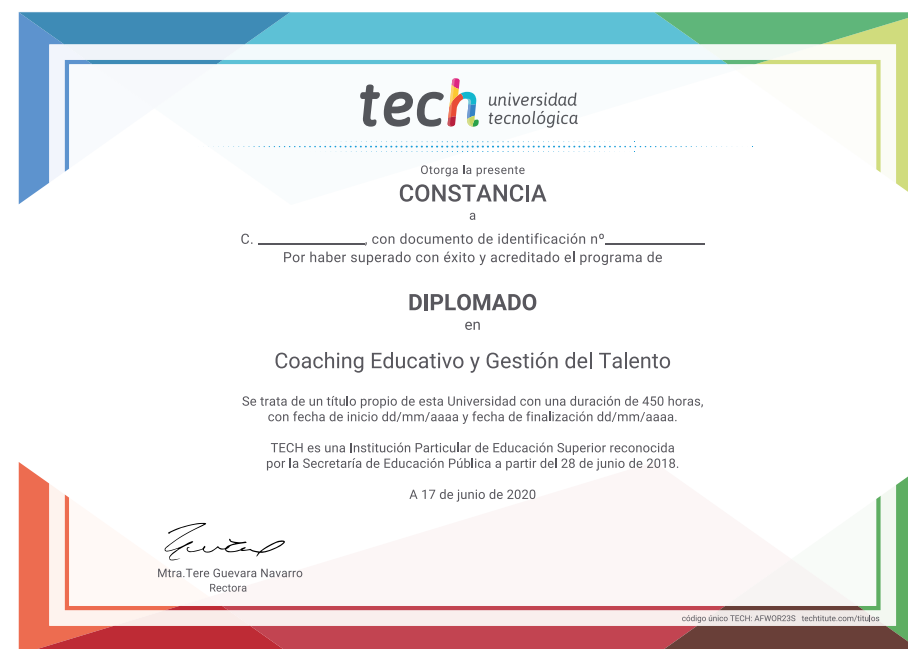 tech universidad
tecnológica
Otorga la presente
CONSTANCIA
a
C. ____________, con documento de identificación nº___________
Por haber superado con éxito y acreditado el programa de
DIPLOMADO
en
Coaching Educativo y Gestión del Talento
Se trata de un título propio de esta Universidad con una duración de 450 horas,
con fecha de inicio dd/mm/aaaa y fecha de finalización dd/mm/aaaa.
TECH es una Institución Particular de Educación Superior reconocida
por la Secretaría de Educación Pública a partir del 28 de junio de 2018.
A 17 de junio de 2020
Mtra.Tere Guevara Navarro
Rectora
código único TECH: AFWOR23S techtitute.com/titulos